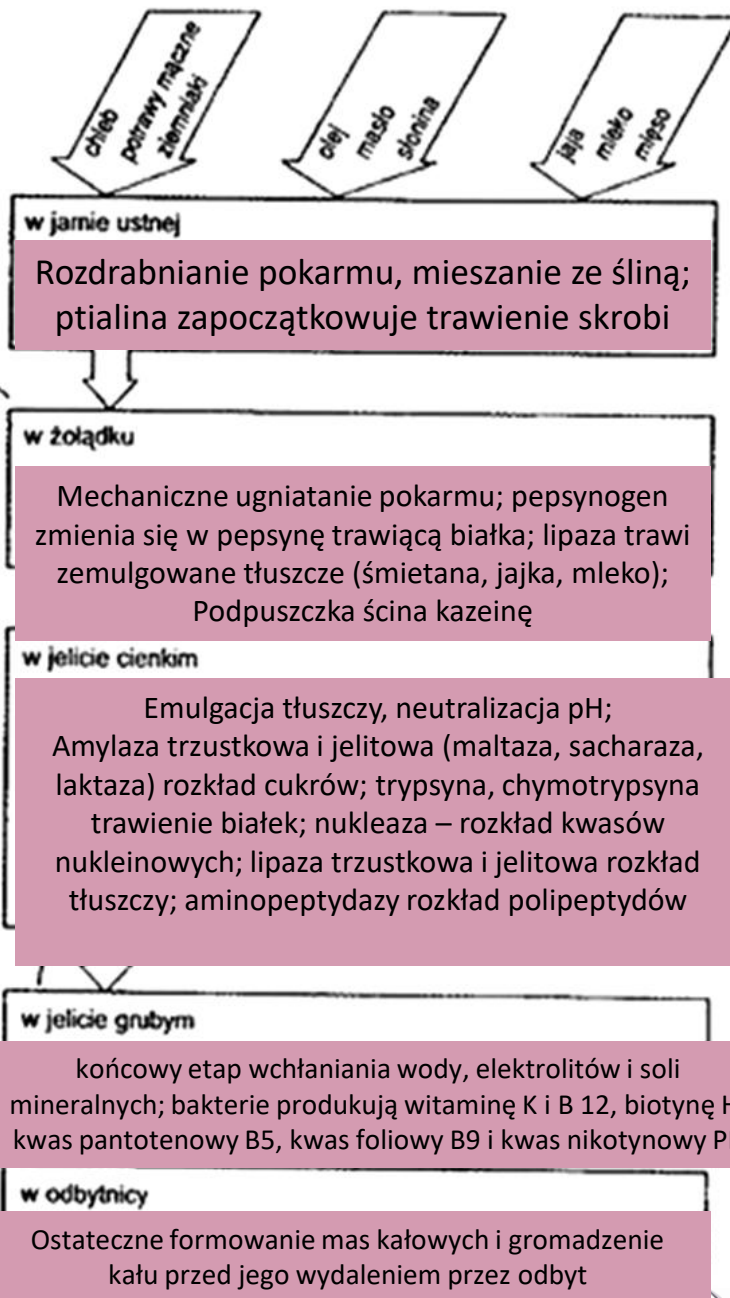 chleb
potrawy mączne
ziemniaki
olej
masło
słonina
jaja
mleko
mięso
w jamie ustnej
Rozdrabnianie pokarmu, mieszanie ze śliną;
ptialina zapoczątkowuje trawienie skrobi
w żołądku
Mechaniczne ugniatanie pokarmu; pepsynogen
zmienia się w pepsynę trawiącą białka; lipaza trawi
zemulgowane tłuszcze (śmietana, jajka, mleko);
Podpuszczka ścina kazeinę
w jelicie cienkim
Emulgacja tłuszczy, neutralizacja pH;
Amylaza trzustkowa i jelitowa (maltaza, sacharaza,
laktaza) rozkład cukrów; trypsyna, chymotrypsyna
trawienie białek; nukleaza – rozkład kwasów
nukleinowych; lipaza trzustkowa i jelitowa rozkład
tłuszczy; aminopeptydazy rozkład polipeptydów
w jelicie grubym
końcowy etap wchłaniania wody, elektrolitów i soli
mineralnych; bakterie produkują witaminę K i B 12, biotynę H
kwas pantotenowy B5, kwas foliowy B9 i kwas nikotynowy P
w odbytnicy
Ostateczne formowanie mas kałowych i gromadzenie
kału przed jego wydaleniem przez odbyt